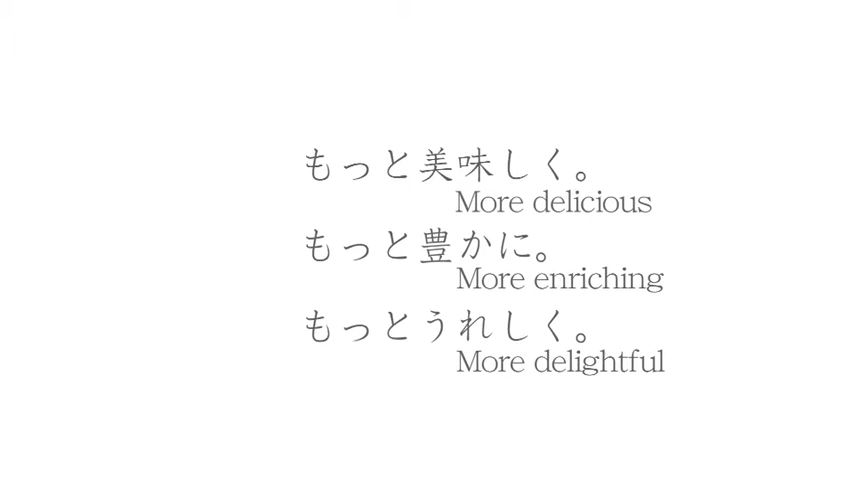 もっと美味しく。
More delicious
もっと豊かに。
More enriching
もっとうれしく。
More delightful